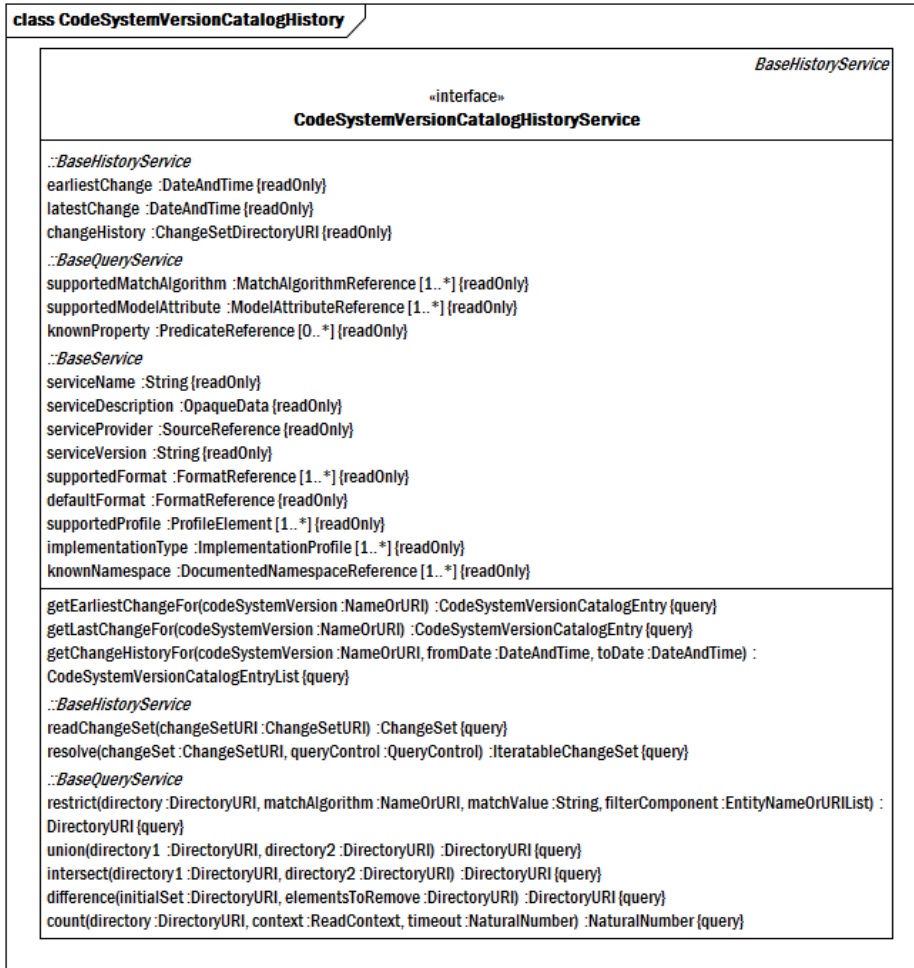 class CodeSystemVersionCatalogHistory
BaseHistoryService
«interface»
CodeSystemVersionCatalogHistoryService
::BaseHistoryService
earliestChange :DateAndTime {readOnly}
latestChange :DateAndTime {readOnly}
changeHistory :ChangeSetDirectoryURI {readOnly}
::BaseQueryService
supportedMatchAlgorithm :MatchAlgorithmReference [1..*] {readOnly}
supportedModelAttribute :ModelAttributeReference [1..*] {readOnly}
knownProperty :PredicateReference [0..*] {readOnly}
::BaseService
serviceName :String {readOnly}
serviceDescription :OpaqueData {readOnly}
serviceProvider :SourceReference {readOnly}
serviceVersion :String {readOnly}
supportedFormat :FormatReference [1..*] {readOnly}
defaultFormat :FormatReference {readOnly}
supportedProfile :ProfileElement [1..*] {readOnly}
implementationType :ImplementationProfile [1..*] {readOnly}
knownNamespace :DocumentedNamespaceReference [1..*] {readOnly}
getEarliestChangeFor(codeSystemVersion :NameOrURI) :CodeSystemVersionCatalogEntry {query}
getLastChangeFor(codeSystemVersion :NameOrURI) :CodeSystemVersionCatalogEntry {query}
getChangeHistoryFor(codeSystemVersion :NameOrURI, fromDate :DateAndTime, toDate :DateAndTime) :
CodeSystemVersionCatalogEntryList {query}
::BaseHistoryService
readChangeSet(changeSetURI :ChangeSetURI) :ChangeSet {query}
resolve(changeSet :ChangeSetURI, queryControl :QueryControl) :IteratableChangeSet {query}
::BaseQueryService
restrict(directory :DirectoryURI, matchAlgorithm :NameOrURI, matchValue :String, filterComponent :EntityNameOrURIList) :
DirectoryURI {query}
union(directory1 :DirectoryURI, directory2 :DirectoryURI) :DirectoryURI {query}
intersect(directory1 :DirectoryURI, directory2 :DirectoryURI) :DirectoryURI {query}
difference(initialSet :DirectoryURI, elementsToRemove :DirectoryURI) :DirectoryURI {query}
count(directory :DirectoryURI, context :ReadContext, timeout :NaturalNumber) :NaturalNumber {query}